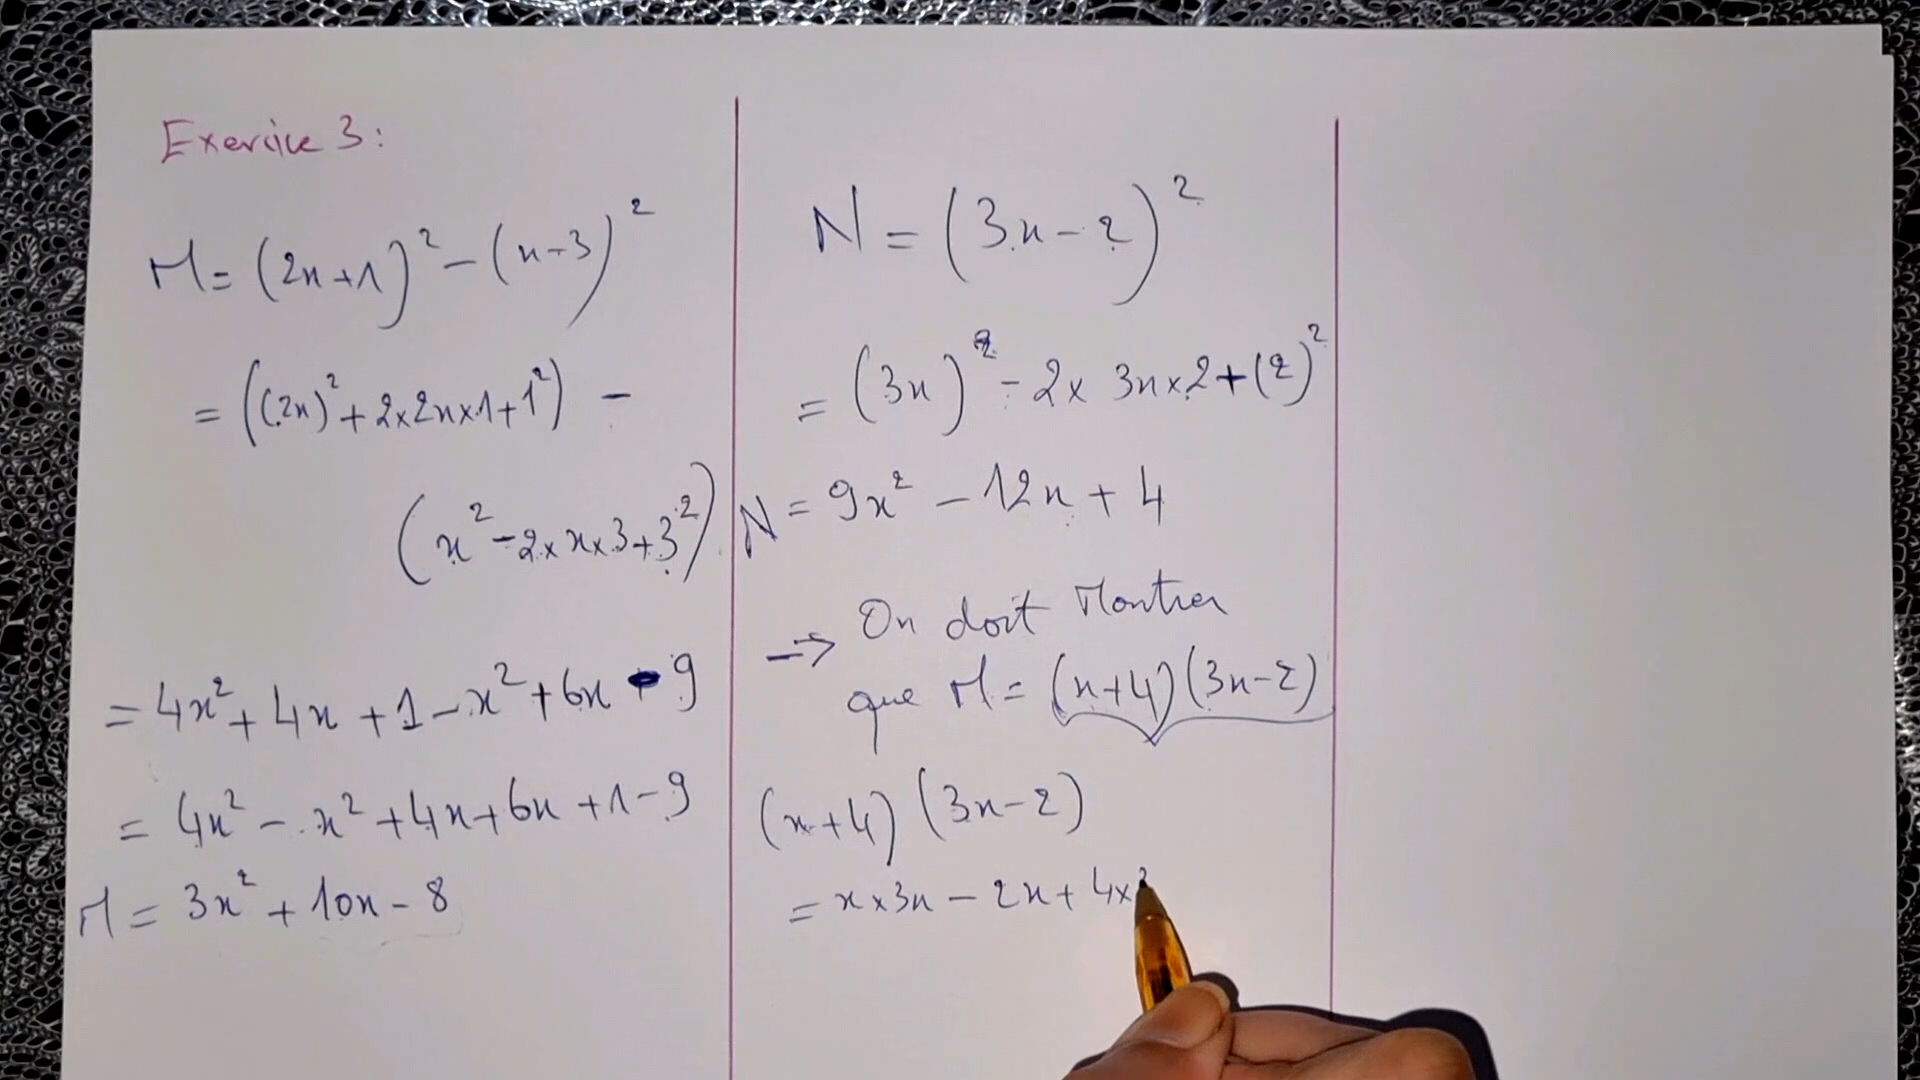 Exercice 3:
M = (2x+1)² - (x-3)²
= ((2x)² + 2×2x×1+1²) -
(x² - 2×x×3+3²)
= 4x² + 4x + 1 - x² + 6x - 9
= 4x² - x² + 4x + 6x + 1 - 9
M = 3x² + 10x - 8
N = (3x - 2)²
= (3x)² - 2× 3x×2+(2)²
N = 9x² - 12x + 4
→ On doit Montrer
que M = (x+4)(3x-2)
(x+4)(3x-2)
= x×3x - 2x + 4×